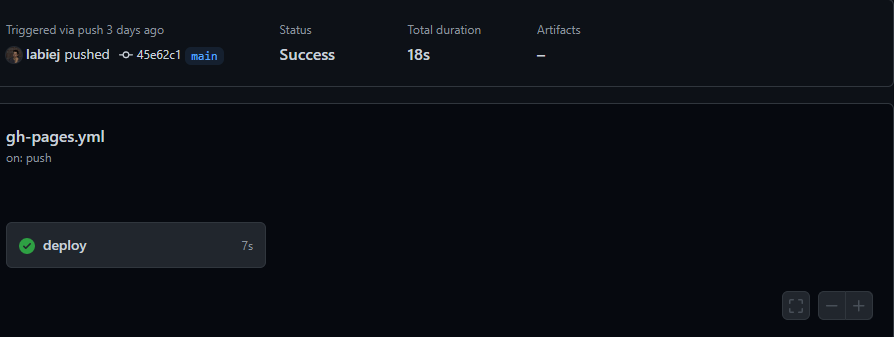 Triggered via push 3 days ago
labiej pushed 45e62c1 main
Status
Success
Total duration
18s
Artifacts
–
gh-pages.yml
on: push
deploy 7s